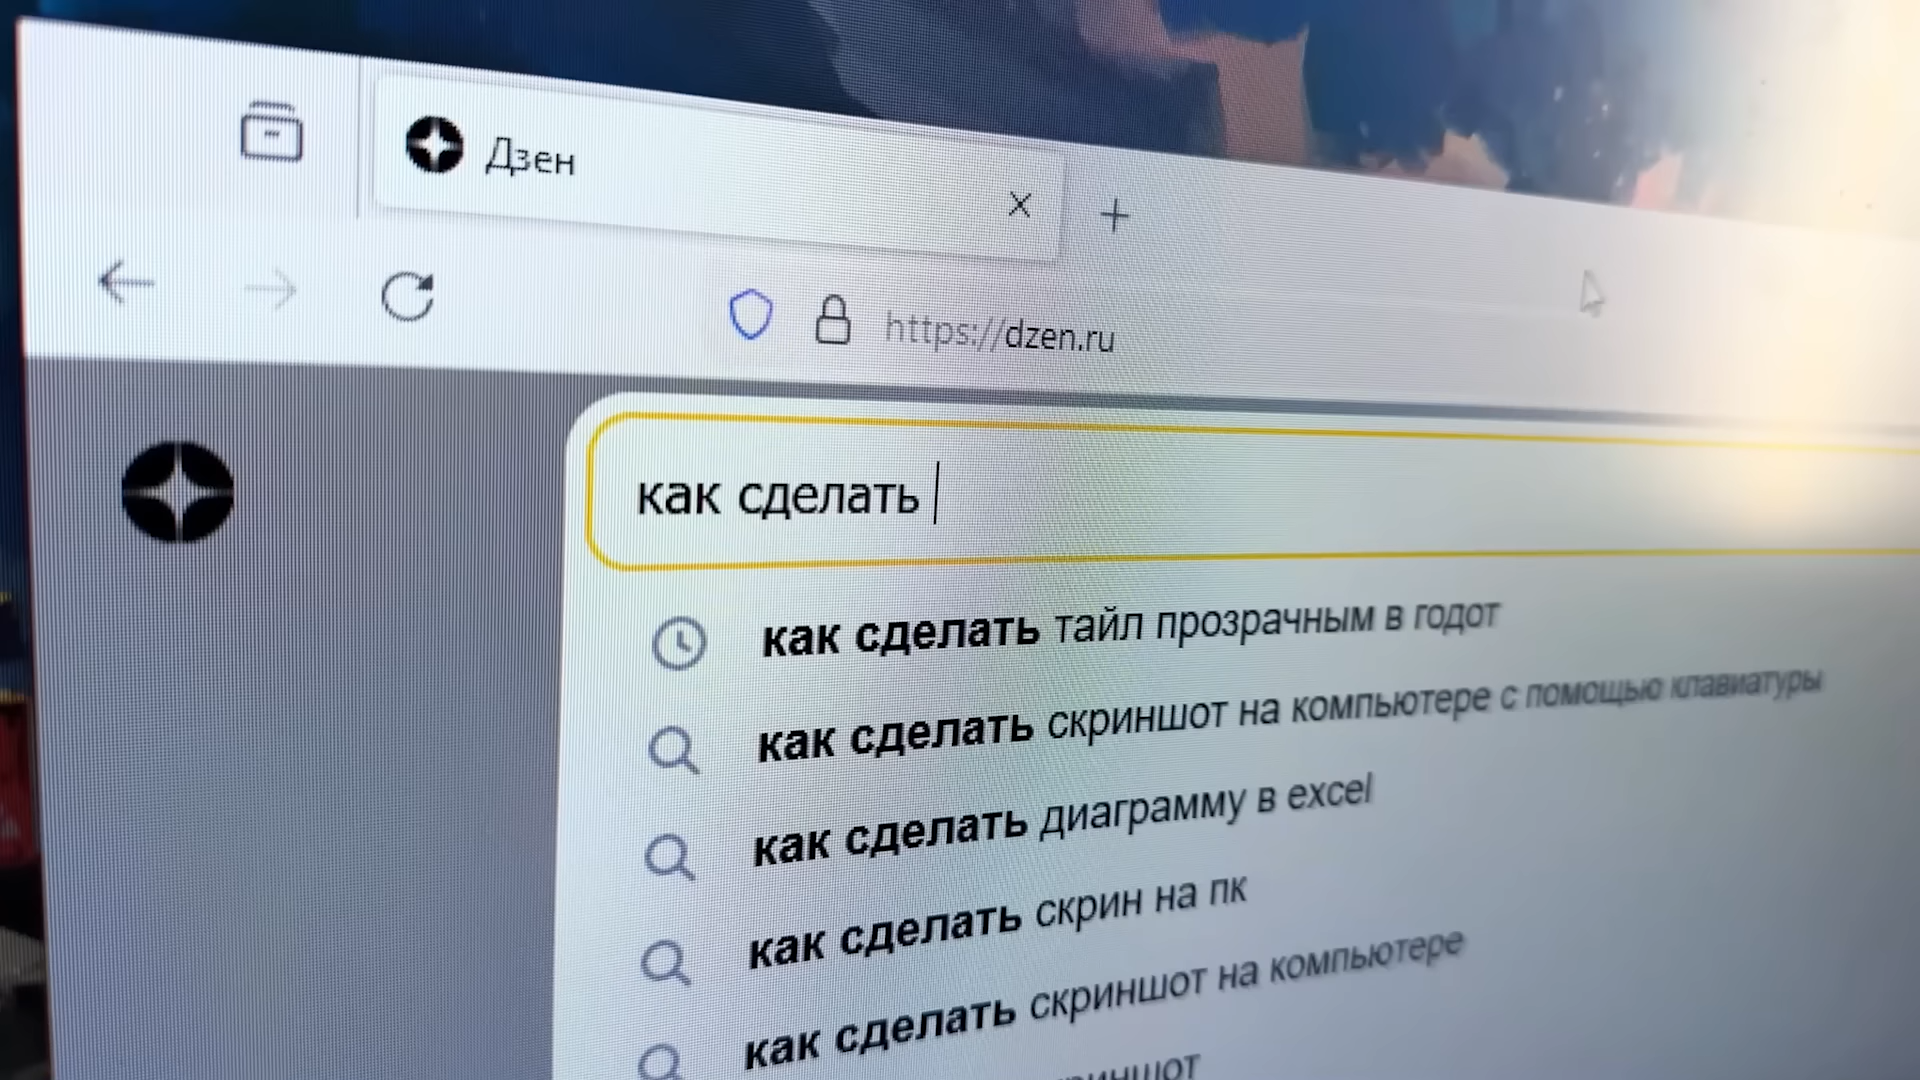 Дзен
https://dzen.ru
как сделать
как сделать тайл прозрачным в годот
как сделать скриншот на компьютере с помощью клавиатуры
как сделать диаграмму в excel
как сделать скрин на пк
как сделать скриншот на компьютере